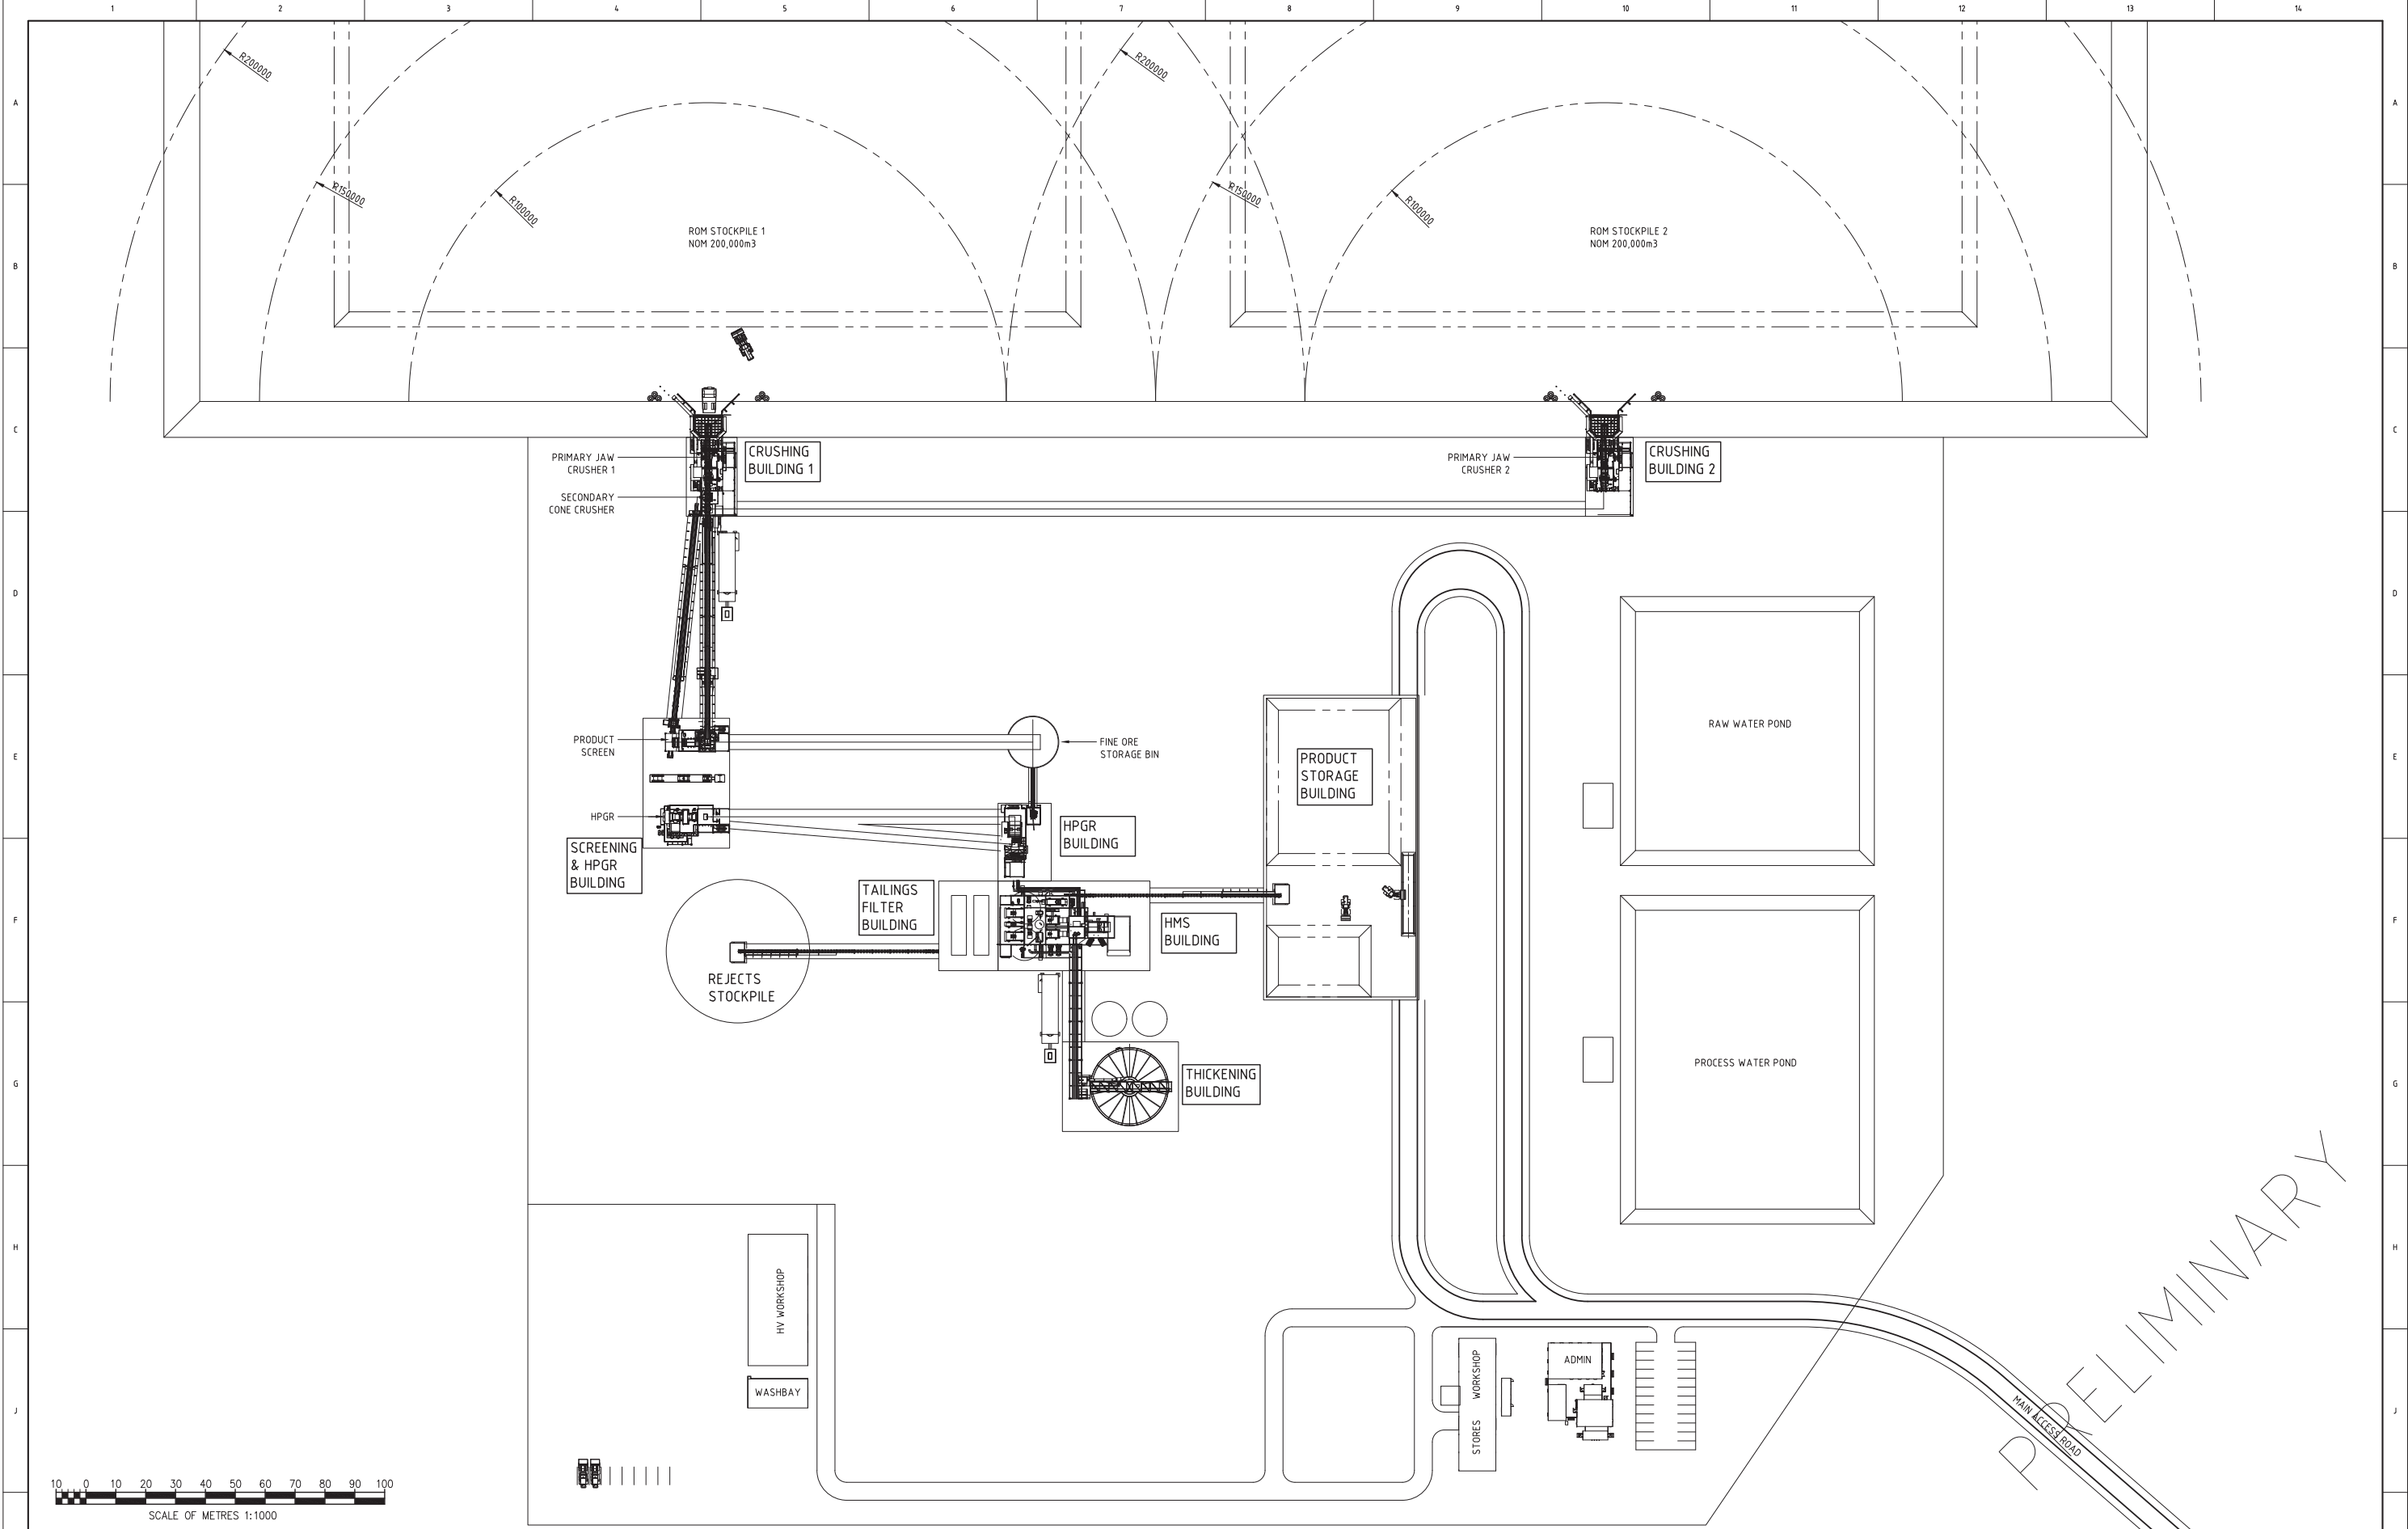 1 2 3 4 5 6 7 8 9 10 11 12 13 14
A A
R200000 R200000
R150000 R150000
R100000 R100000
ROM STOCKPILE 1
NOM 200,000m3
ROM STOCKPILE 2
NOM 200,000m3
B B
C C
PRIMARY JAW
CRUSHER 1
CRUSHING
BUILDING 1
PRIMARY JAW
CRUSHER 2
CRUSHING
BUILDING 2
SECONDARY
CONE CRUSHER
D D
RAW WATER POND
PRODUCT
SCREEN
FINE ORE
STORAGE BIN
E E
PRODUCT
STORAGE
BUILDING
HPGR
HPGR
BUILDING
SCREENING
& HPGR
BUILDING
TAILINGS
FILTER
BUILDING
F F
HMS
BUILDING
REJECTS
STOCKPILE
PROCESS WATER POND
G G
THICKENING
BUILDING
H H
HV WORKSHOP
WASHBAY
STORES WORKSHOP
ADMIN
J J
MAIN ACCESS ROAD
PRELIMINARY
10 0 10 20 30 40 50 60 70 80 90 100
SCALE OF METRES 1:1000